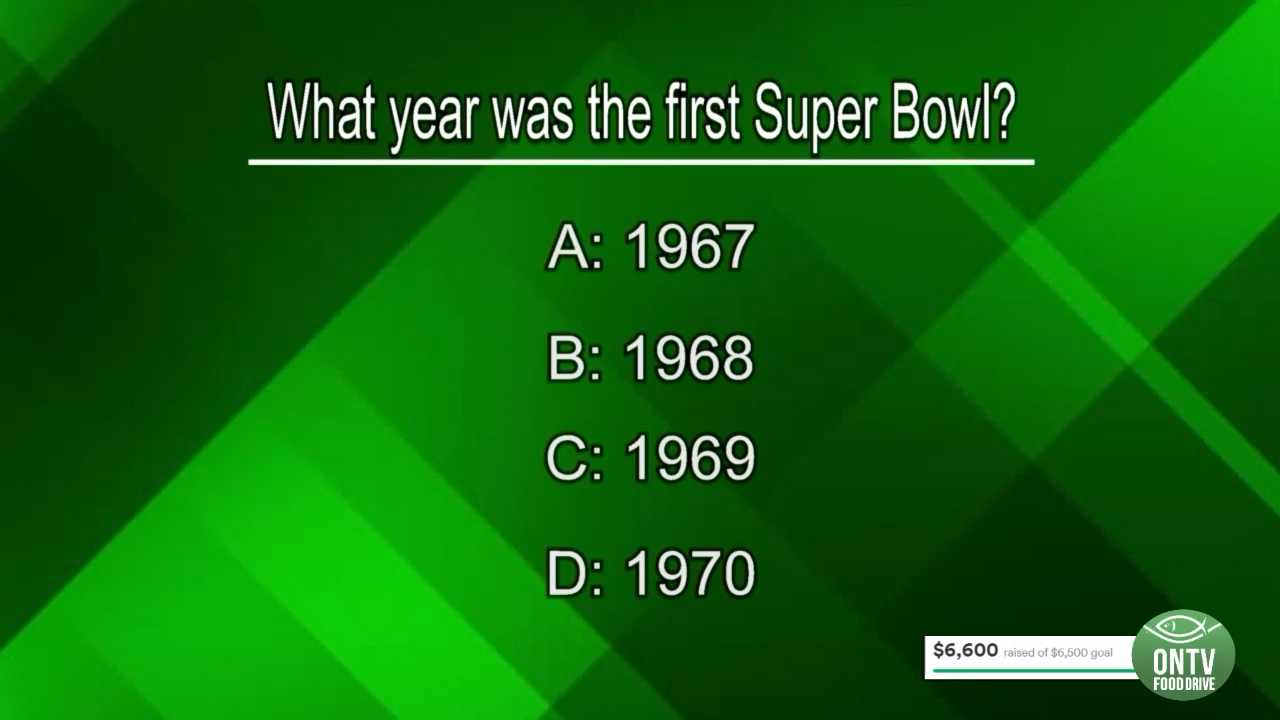 What year was the first Super Bowl?
A: 1967
B: 1968
C: 1969
D: 1970
$6,600 raised of $6,500 goal
ONTV
FOOD DRIVE